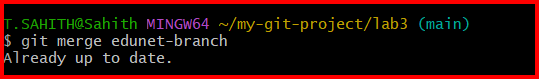 T.SAHITH@Sahith MINGW64 ~/my-git-project/lab3 (main)
$ git merge edunet-branch
Already up to date.